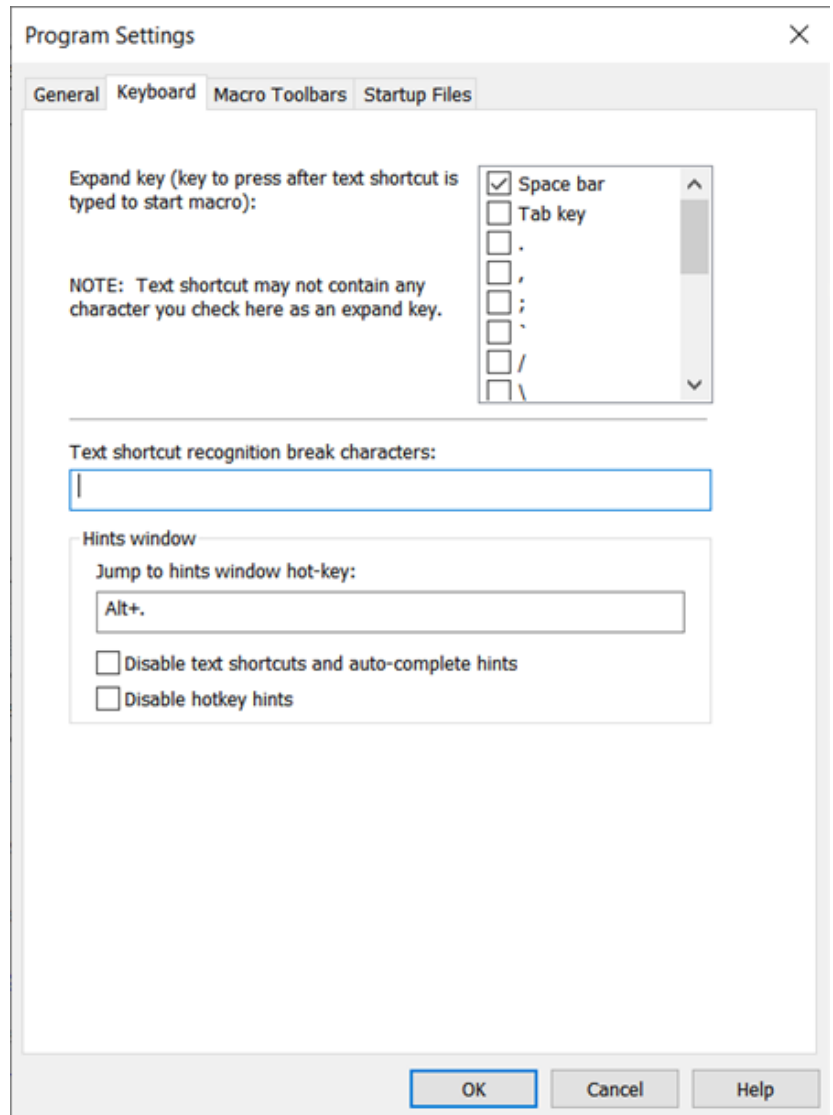 Program Settings
General Keyboard Macro Toolbars Startup Files
Expand key (key to press after text shortcut is
typed to start macro):
NOTE: Text shortcut may not contain any
character you check here as an expand key.
Space bar
Tab key
.
,
;
`
/
\
Text shortcut recognition break characters:
Hints window
Jump to hints window hot-key:
Alt+.
Disable text shortcuts and auto-complete hints
Disable hotkey hints
OK Cancel Help